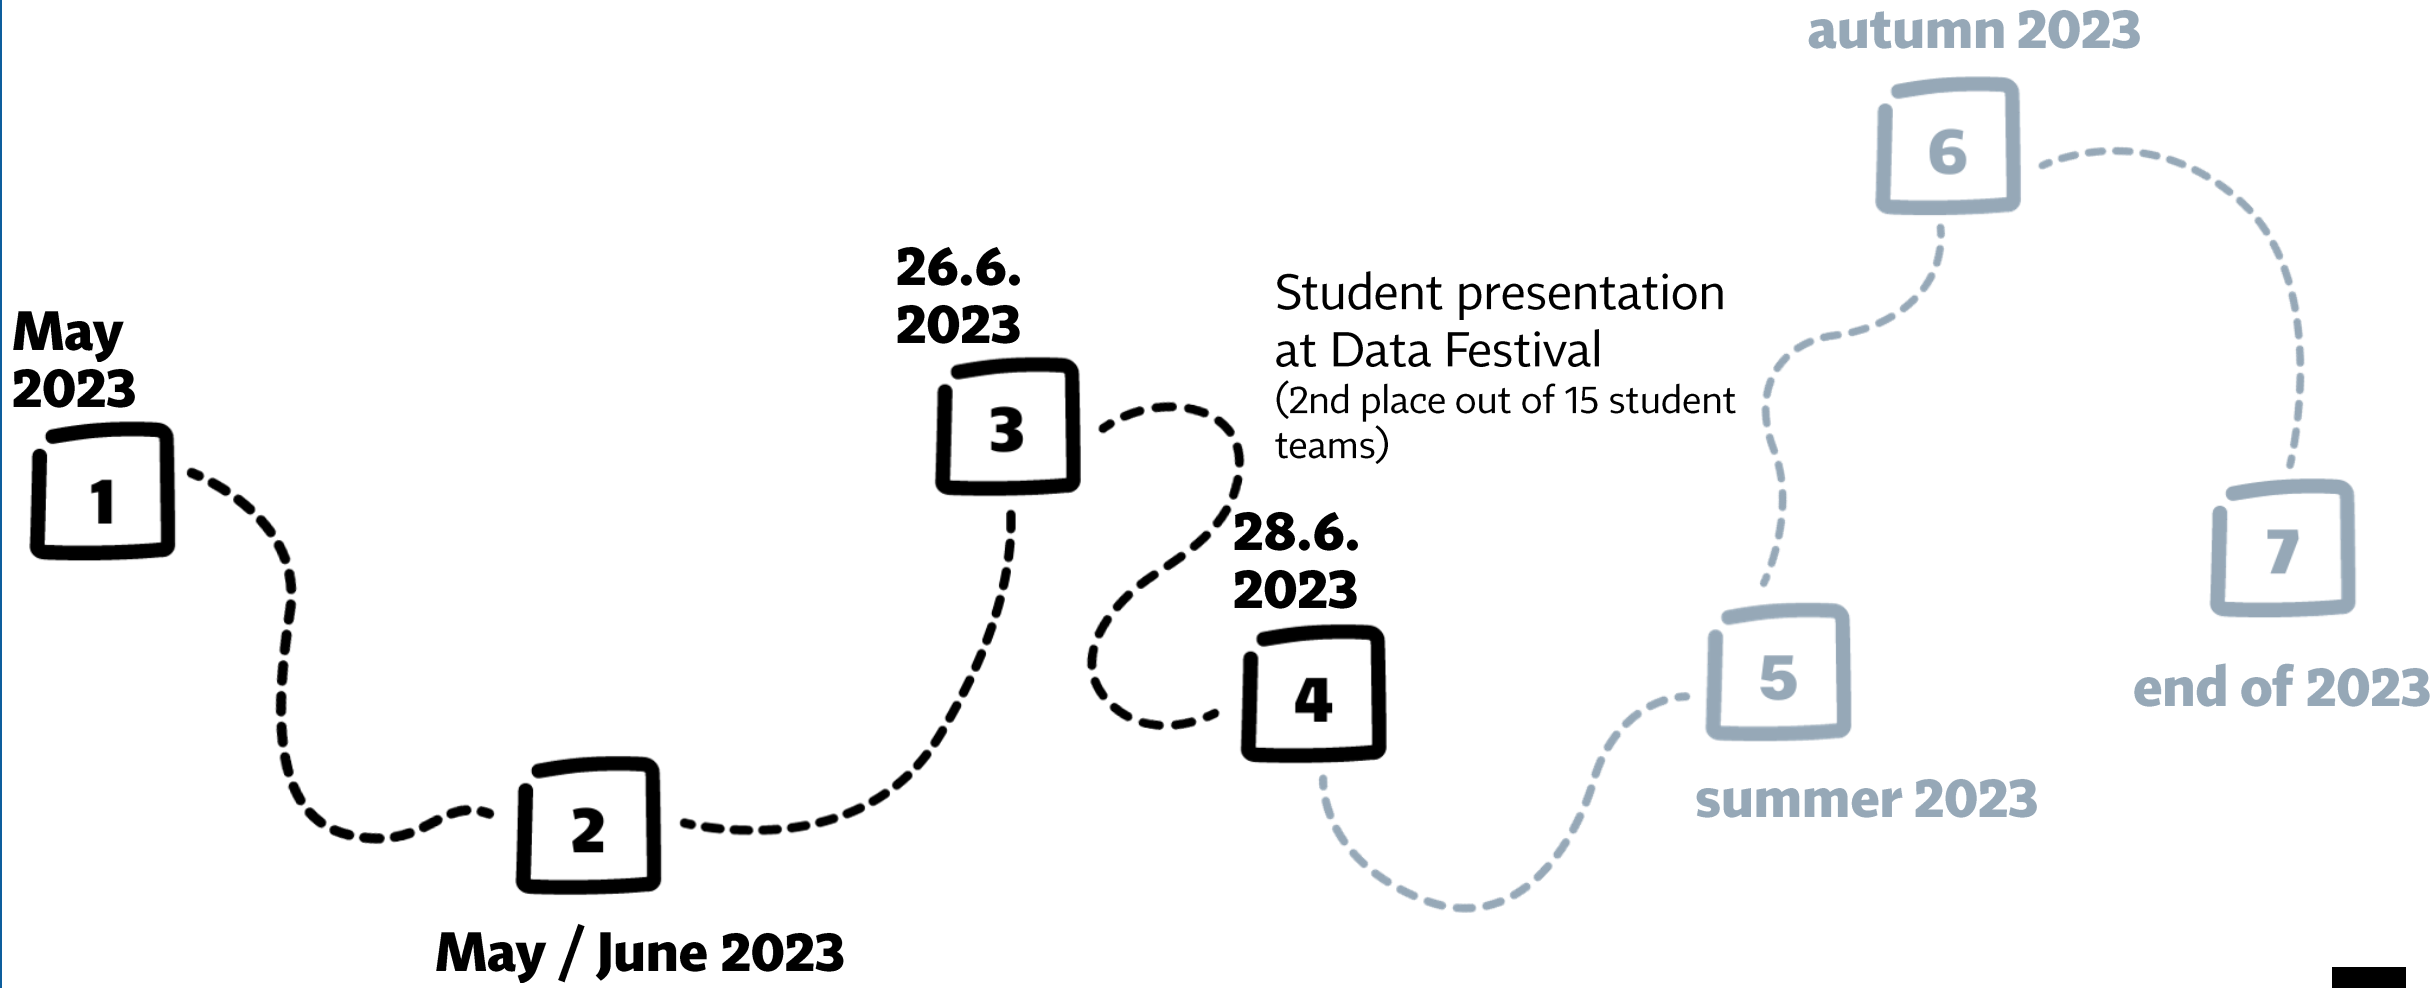 May
2023
1
2
May / June 2023
26.6.
2023
3
Student presentation
at Data Festival
(2nd place out of 15 student
teams)
28.6.
2023
4
5
summer 2023
autumn 2023
6
7
end of 2023